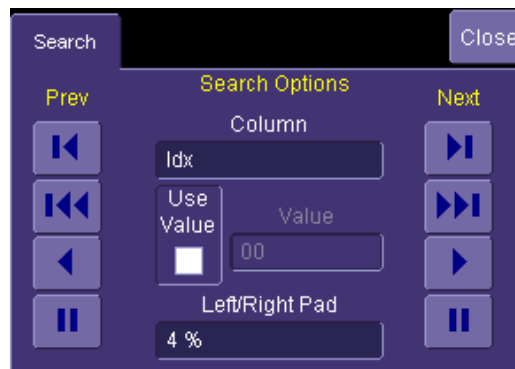 Search
Close
Search Options
Prev
Next
Column
Idx
Use
Value
Value
00
Left/Right Pad
4 %